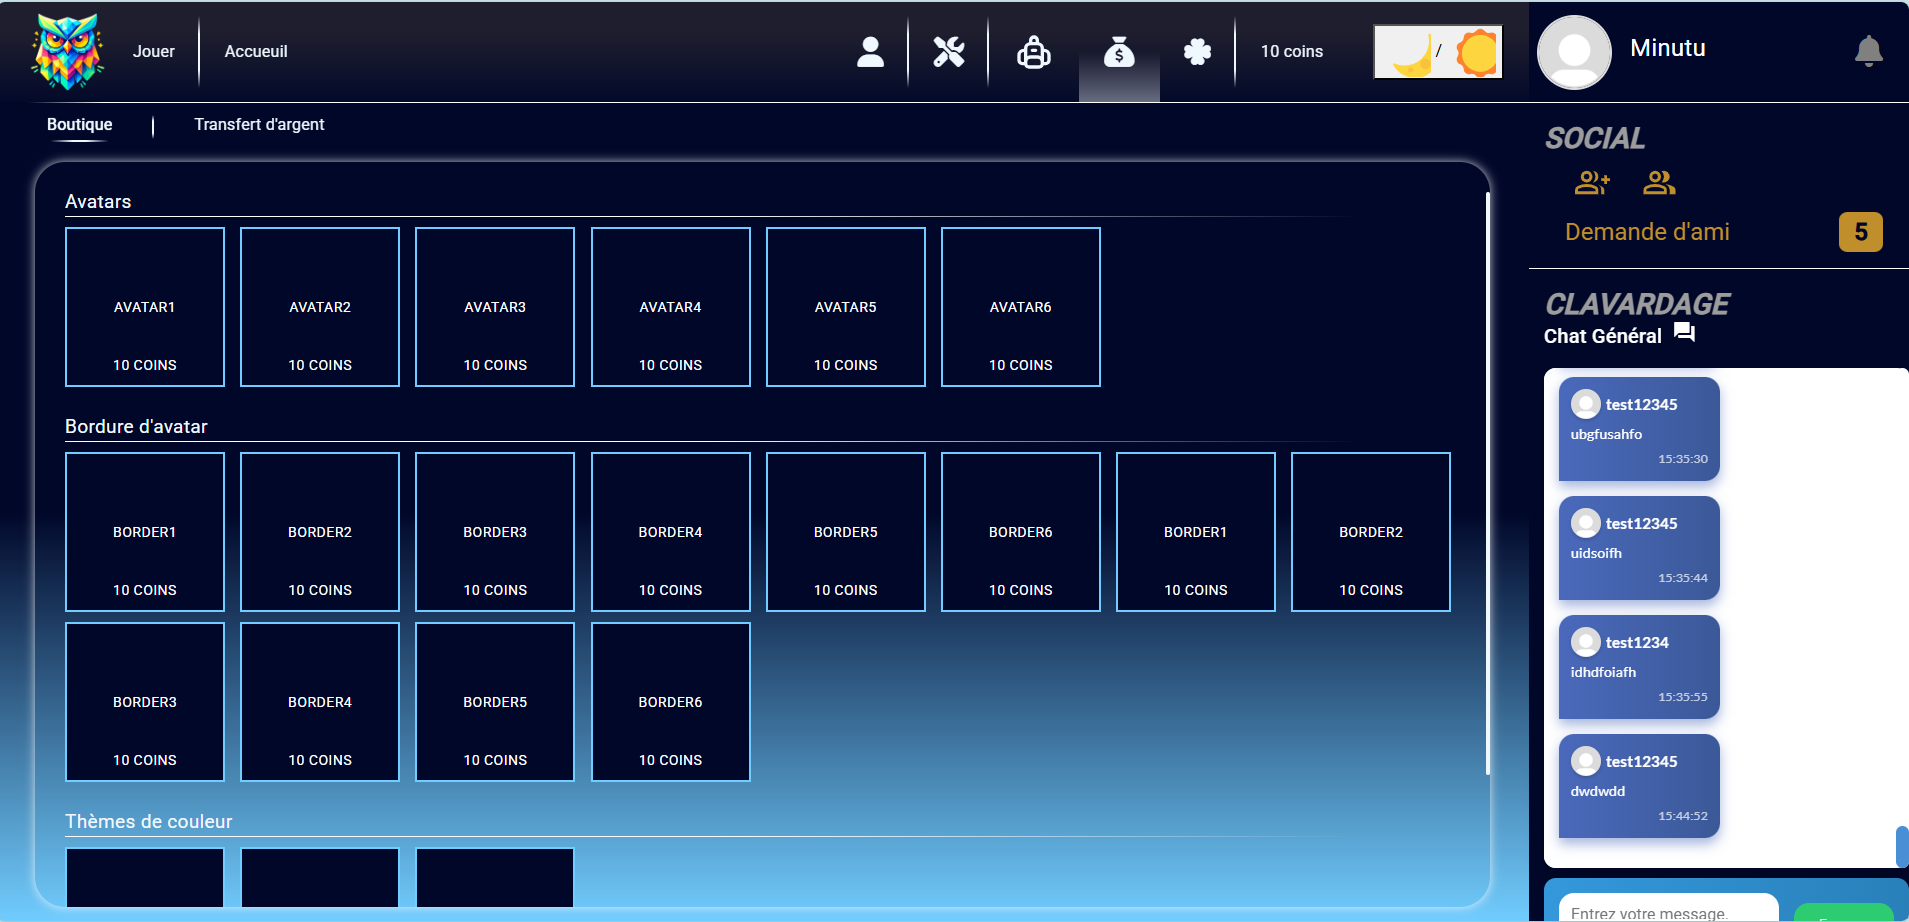 Jouer
Accueuil
10 coins
/
Minutu
Boutique
Transfert d'argent
SOCIAL
Demande d'ami
5
CLAVARDAGE
Chat Général
Avatars
AVATAR1 AVATAR2 AVATAR3 AVATAR4 AVATAR5 AVATAR6
10 COINS 10 COINS 10 COINS 10 COINS 10 COINS 10 COINS
Bordure d'avatar
BORDER1 BORDER2 BORDER3 BORDER4 BORDER5 BORDER6 BORDER1 BORDER2
10 COINS 10 COINS 10 COINS 10 COINS 10 COINS 10 COINS 10 COINS 10 COINS
BORDER3 BORDER4 BORDER5 BORDER6
10 COINS 10 COINS 10 COINS 10 COINS
Thèmes de couleur
test12345
ubgfusahfo
15:35:30
test12345
uidsoifh
15:35:44
test1234
idhdfoiafh
15:35:55
test12345
dwdwdd
15:44:52
Entrez votre message.